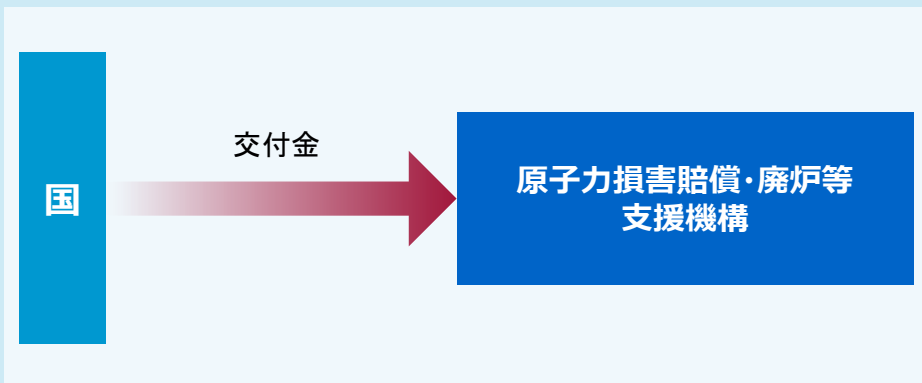 国
交付金
原子力損害賠償・廃炉等
支援機構